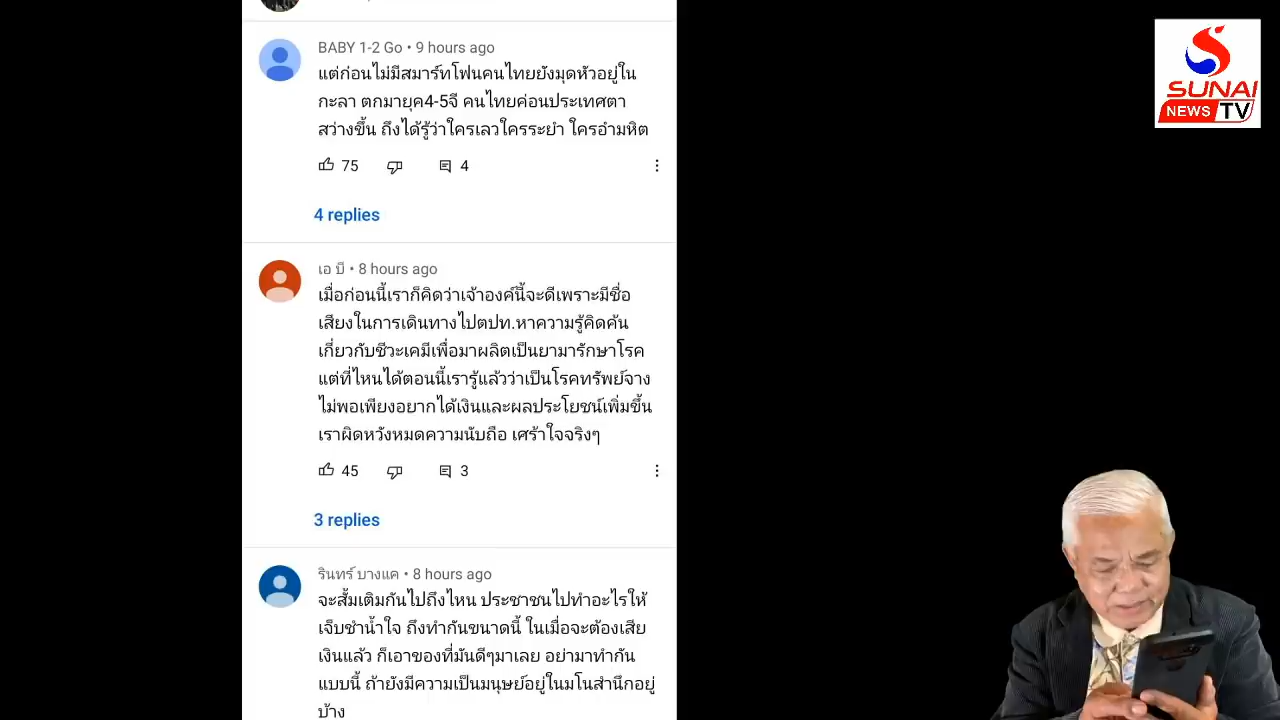 BABY 1-2 Go • 9 hours ago
แต่ก่อนไม่มีสมาร์ทโฟนคนไทยยังมุดหัวอยู่ใน
กะลา ตกมายุค4-5จี คนไทยค่อนประเทศตา
สว่างขึ้น ถึงได้รู้ว่าใครเลวใครระยำ ใครอำมหิต
75
4
4 replies
เอ บี • 8 hours ago
เมื่อก่อนนี้เราก็คิดว่าเจ้าองค์นี้จะดีเพราะมีชื่อ
เสียงในการเดินทางไปตปท.หาความรู้คิดค้น
เกี่ยวกับชีวะเคมีเพื่อมาผลิตเป็นยามารักษาโรค
แต่ที่ไหนได้ตอนนี้เรารู้แล้วว่าเป็นโรคทรัพย์จาง
ไม่พอเพียงอยากได้เงินและผลประโยชน์เพิ่มขึ้น
เราผิดหวังหมดความนับถือ เศร้าใจจริงๆ
45
3
3 replies
รินทร์ บางแค • 8 hours ago
จะส้ำเติมกันไปถึงไหน ประชาชนไปทำอะไรให้
เจ็บช้ำน้ำใจ ถึงทำกันขนาดนี้ ในเมื่อจะต้องเสีย
เงินแล้ว ก็เอาของที่มันดีๆมาเลย อย่ามาทำกัน
แบบนี้ ถ้ายังมีความเป็นมนุษย์อยู่ในมโนสำนึกอยู่
บ้าง
SUNAI
NEWS TV